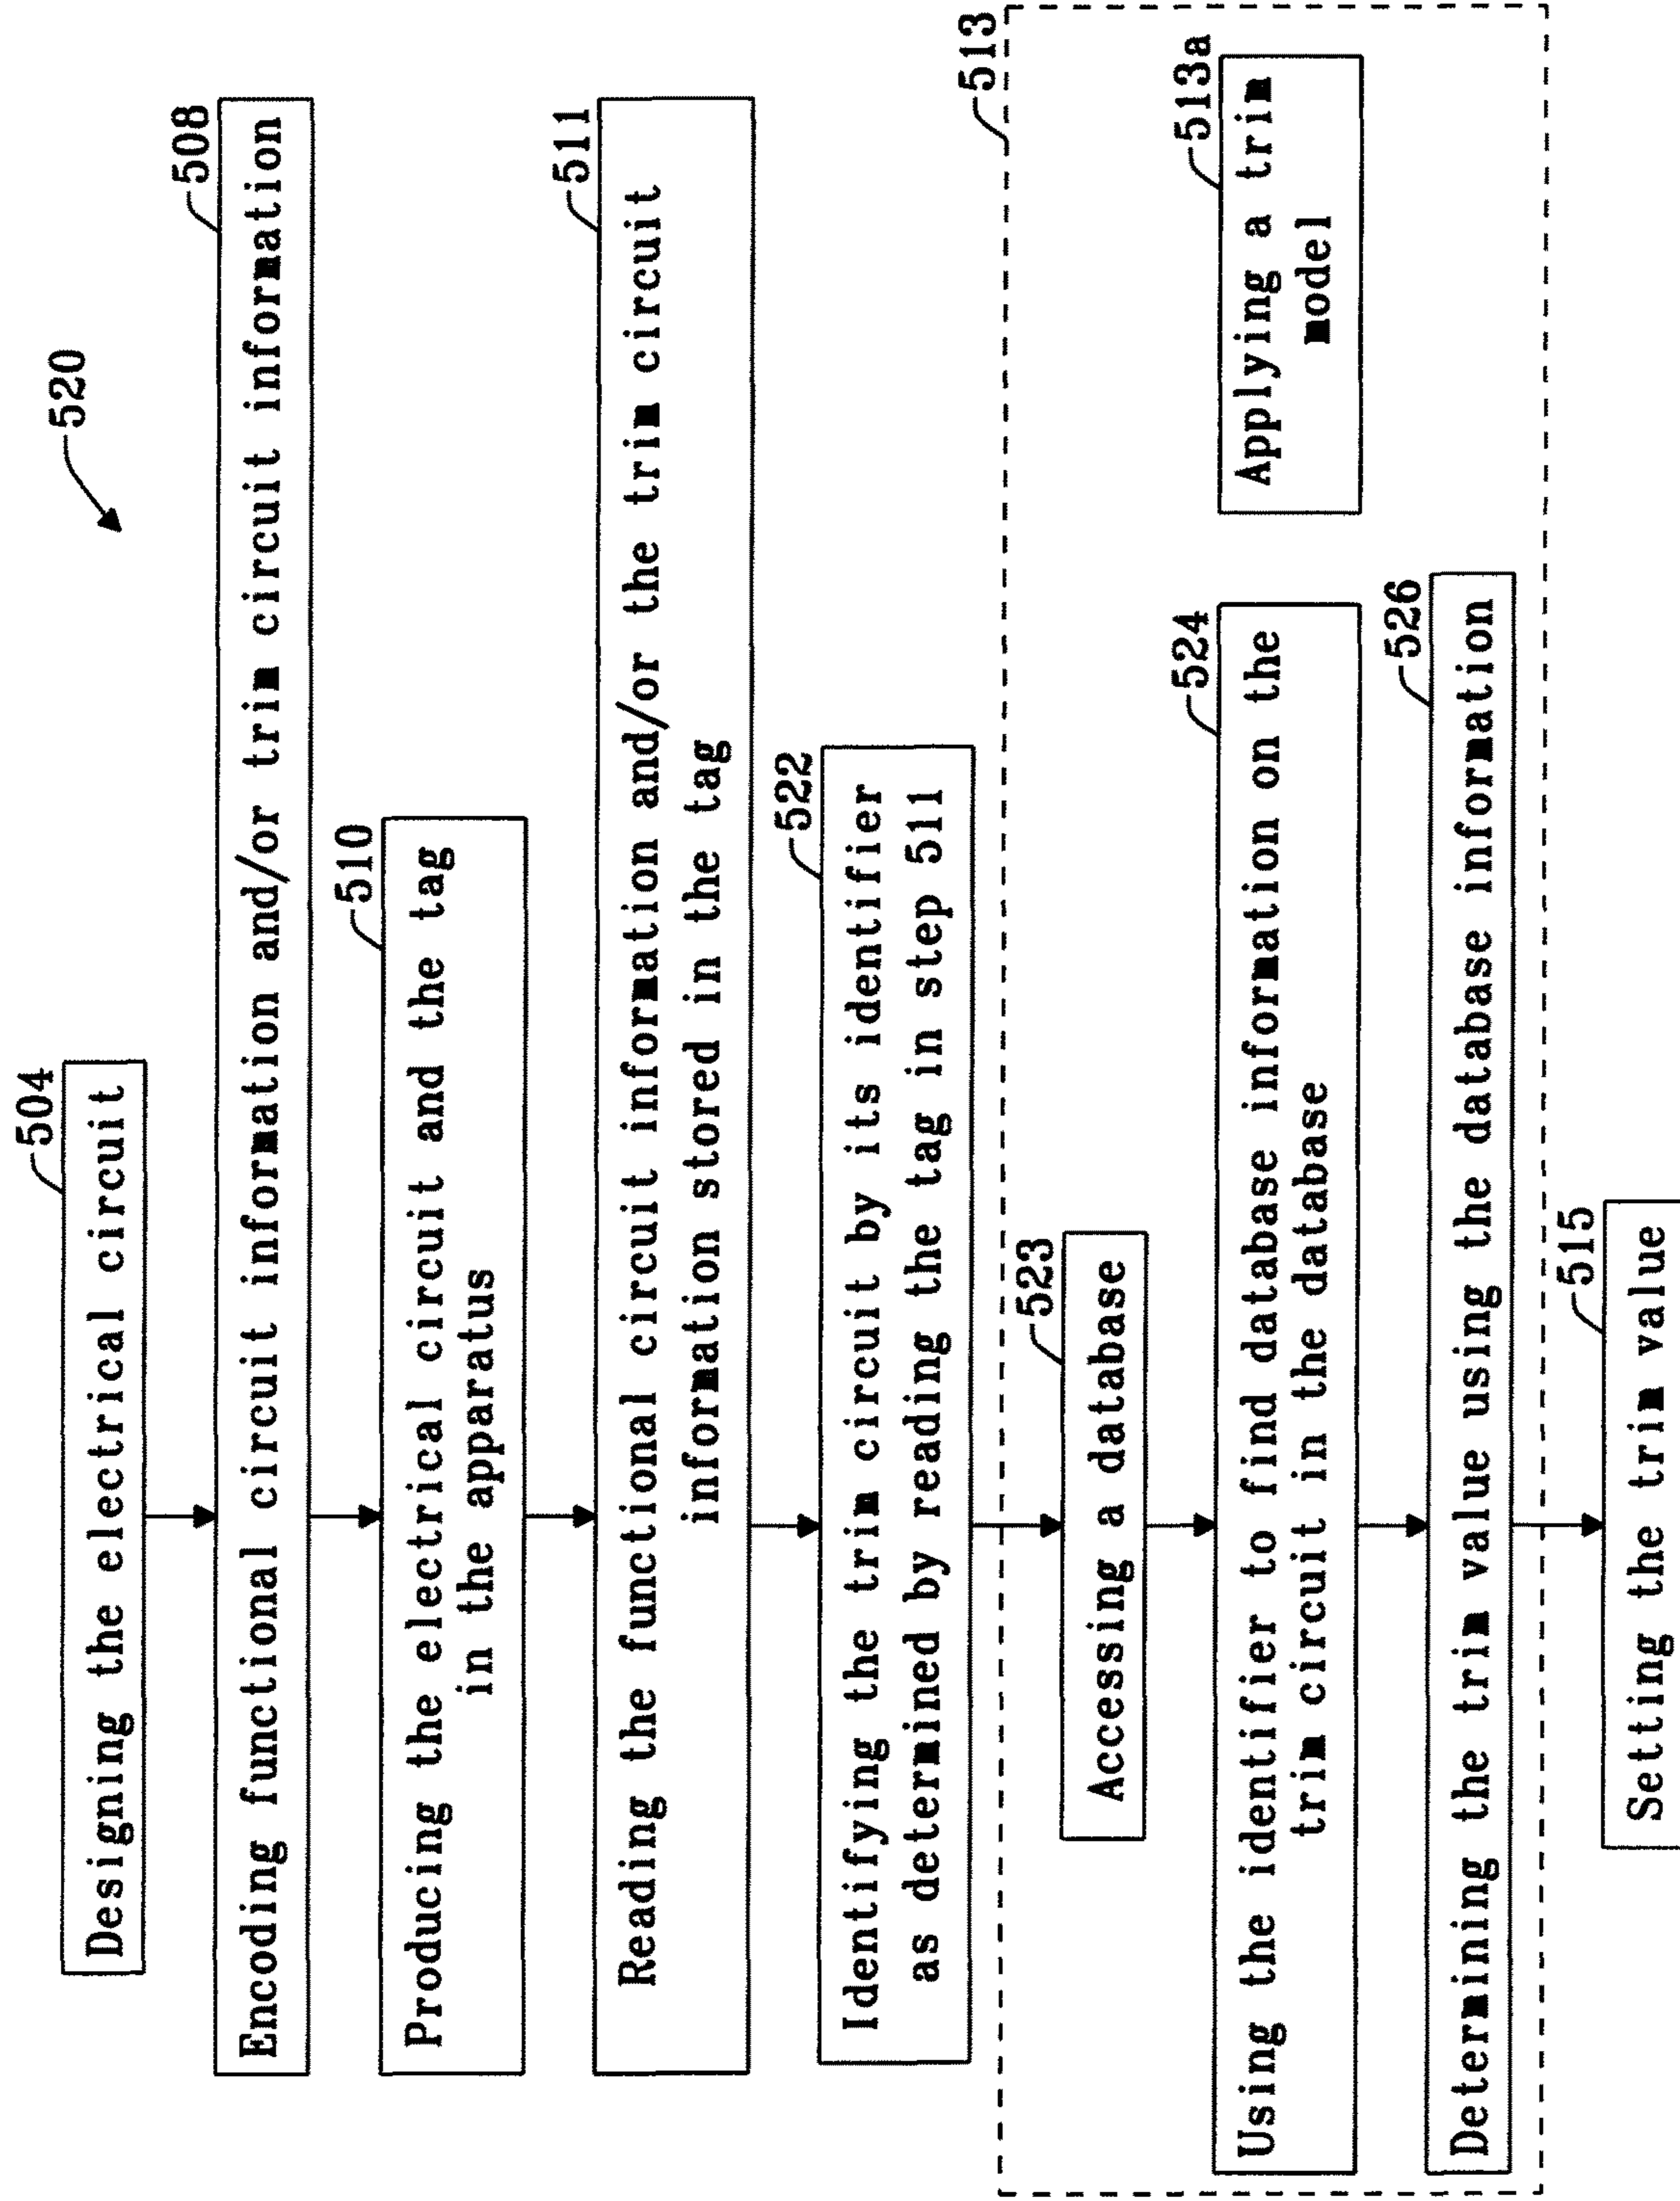 520
504
Designing the electrical circuit
508
Encoding functional circuit information and/or trim circuit information
510
Producing the electrical circuit and the tag
in the apparatus
511
Reading the functional circuit information and/or the trim circuit
information stored in the tag
522
Identifying the trim circuit by its identifier
as determined by reading the tag in step 511
513
523
Accessing a database
524
Using the identifier to find database information on the
trim circuit in the database
513a
Applying a trim
model
526
Determining the trim value using the database information
515
Setting the trim value